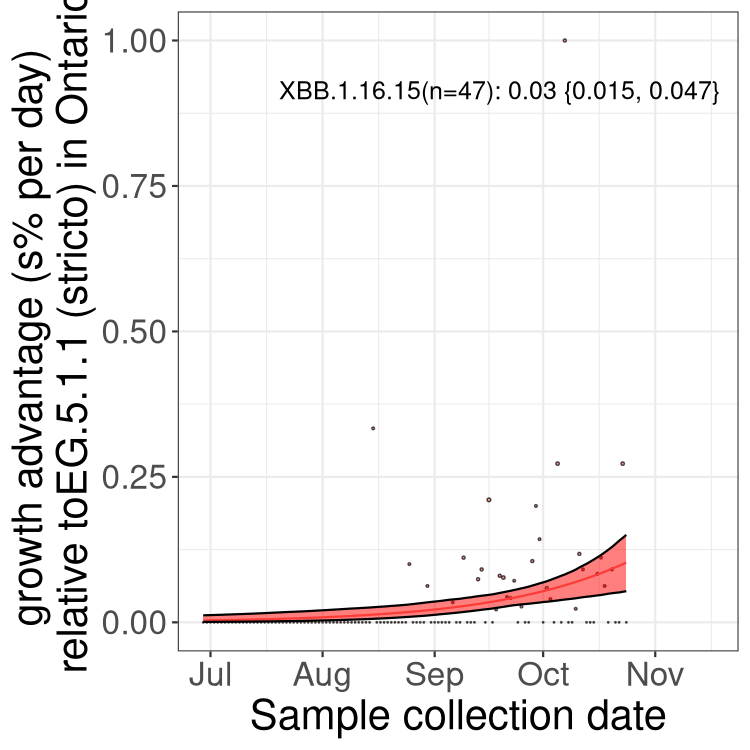 growth advantage (s% per day)
relative toEG.5.1.1 (stricto) in Ontario
1.00
0.75
0.50
0.25
0.00
XBB.1.16.15(n=47): 0.03 {0.015, 0.047}
Jul Aug Sep Oct Nov
Sample collection date